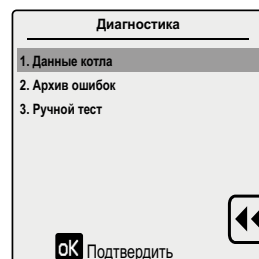 Диагностика
1. Данные котла
2. Архив ошибок
3. Ручной тест
oK Подтвердить